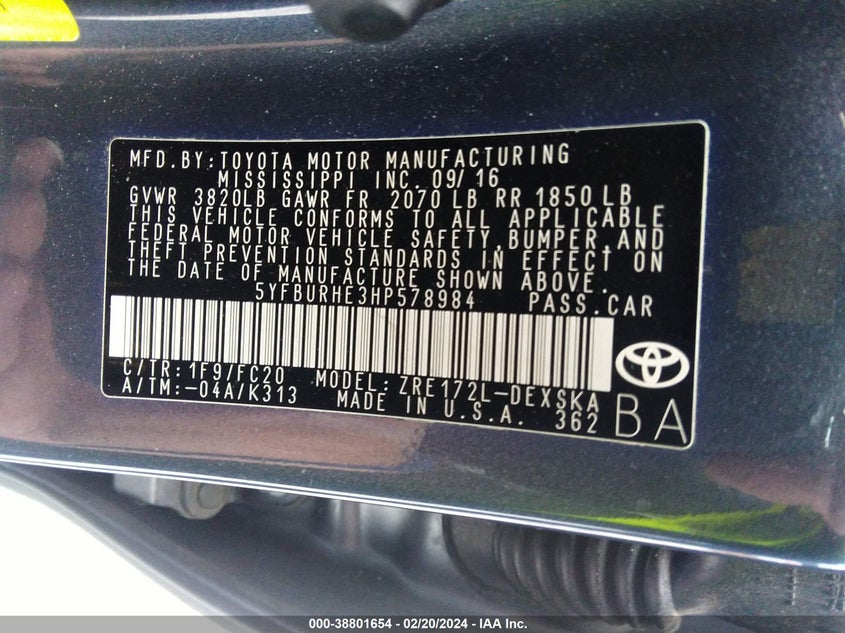 MFD.BY:TOYOTA MOTOR MANUFACTURING
MISSISSIPPI INC. 09/16
GVWR 3820LB GAWR FR 2070 LB RR 1850 LB
THIS VEHICLE CONFORMS TO ALL APPLICABLE
FEDERAL MOTOR VEHICLE SAFETY,BUMPER,AND
THEFT PREVENTION STANDARDS IN EFFECT ON
THE DATE OF MANUFACTURE SHOWN ABOVE.
5YFBURHE3HP578984 PASS.CAR
C/TR:1F9/FC20 MODEL:ZRE172L-DEXSKA
A/TM:-04A/K313 MADE IN U.S.A. 362
BA
000-38801654 - 02/20/2024 - IAA Inc.